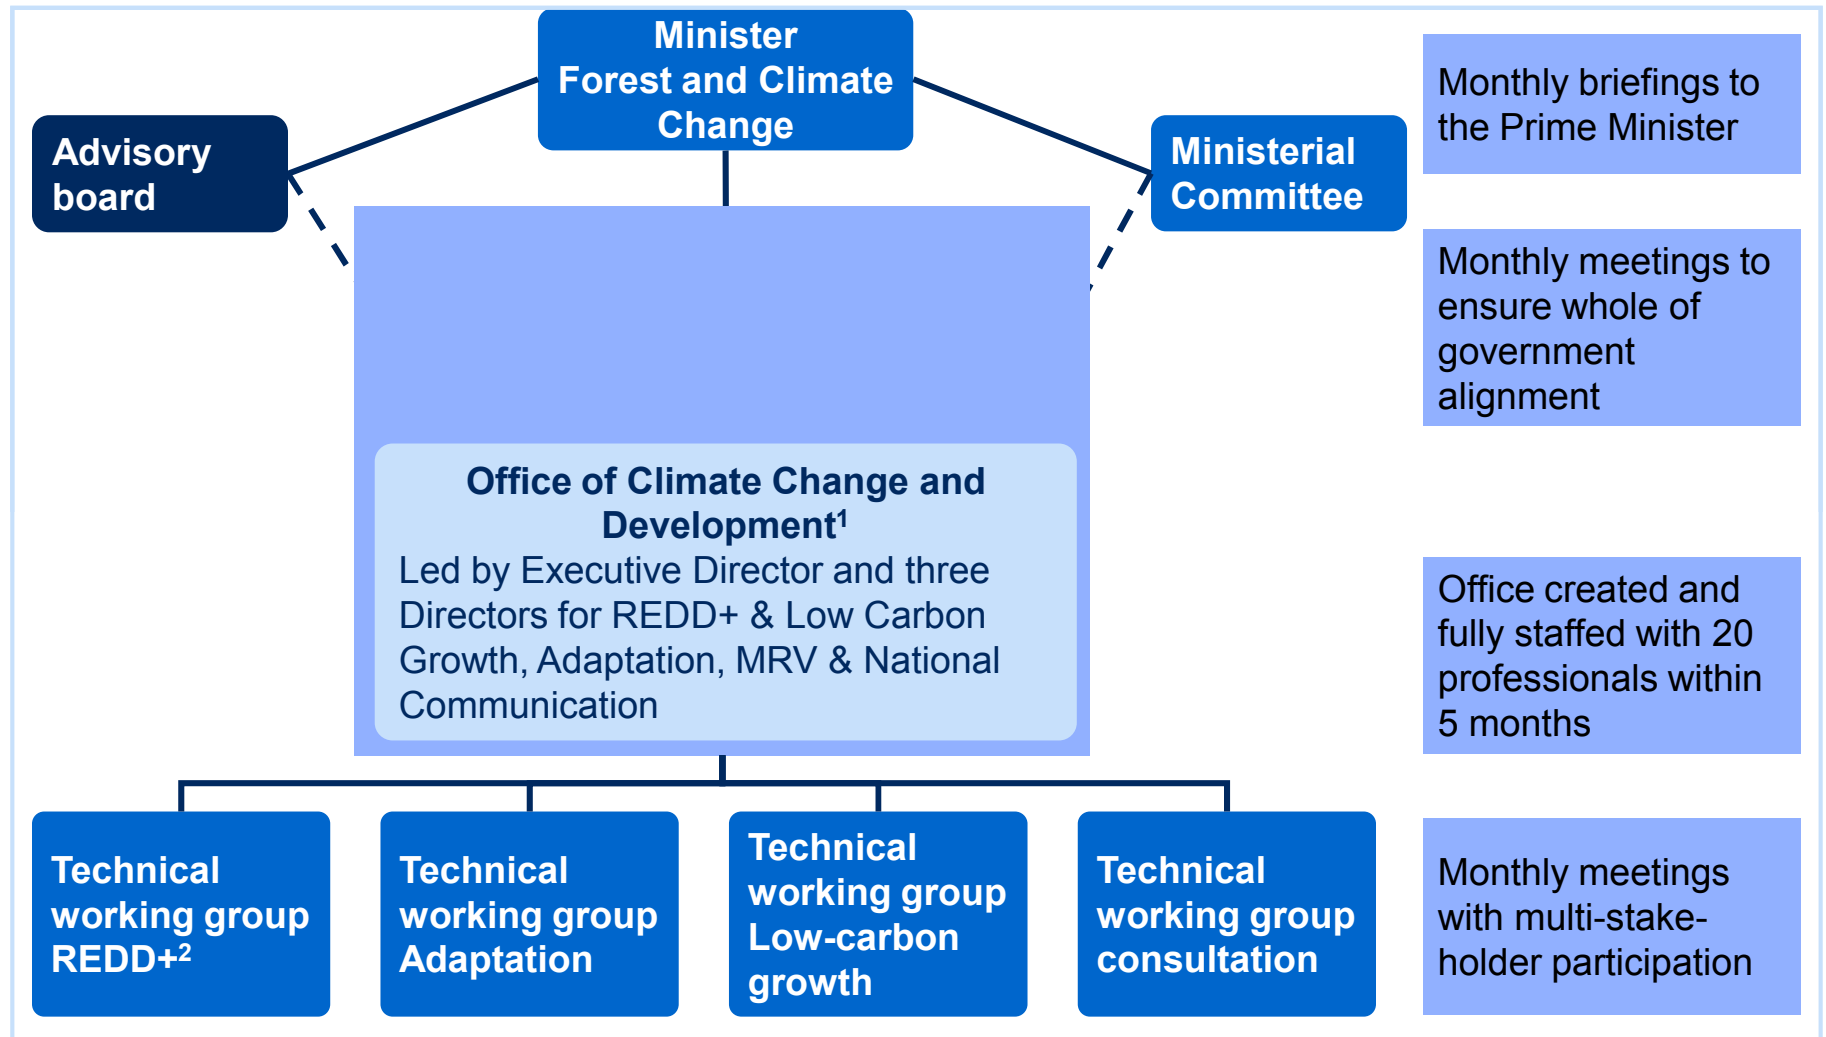 Minister
Forest and Climate
Change
Advisory
board
Ministerial
Committee
Monthly briefings to
the Prime Minister
Monthly meetings to
ensure whole of
government
alignment
Office of Climate Change and
Development¹
Led by Executive Director and three
Directors for REDD+ & Low Carbon
Growth, Adaptation, MRV & National
Communication
Office created and
fully staffed with 20
professionals within
5 months
Technical
working group
REDD+²
Technical
working group
Adaptation
Technical
working group
Low-carbon
growth
Technical
working group
consultation
Monthly meetings
with multi-stake-
holder participation